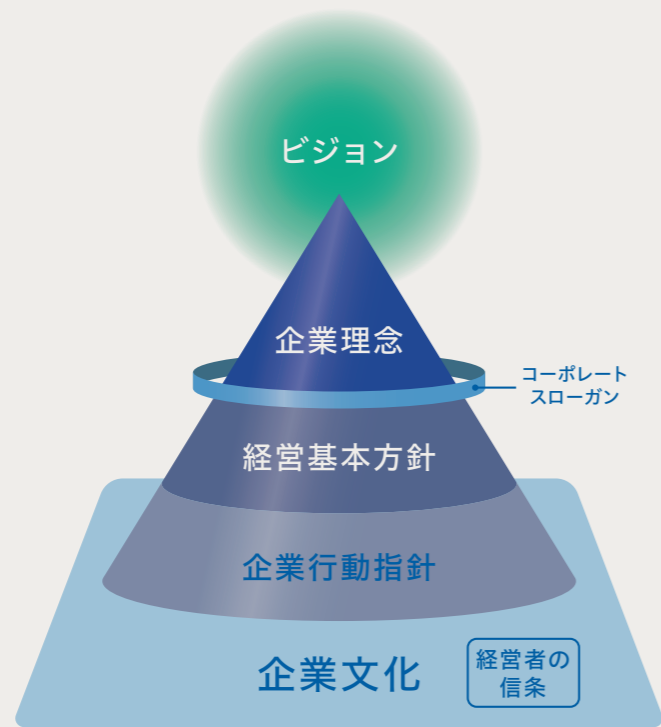 ビジョン
企業理念
コーポレート
スローガン
経営基本方針
企業行動指針
企業文化
経営者の
信条